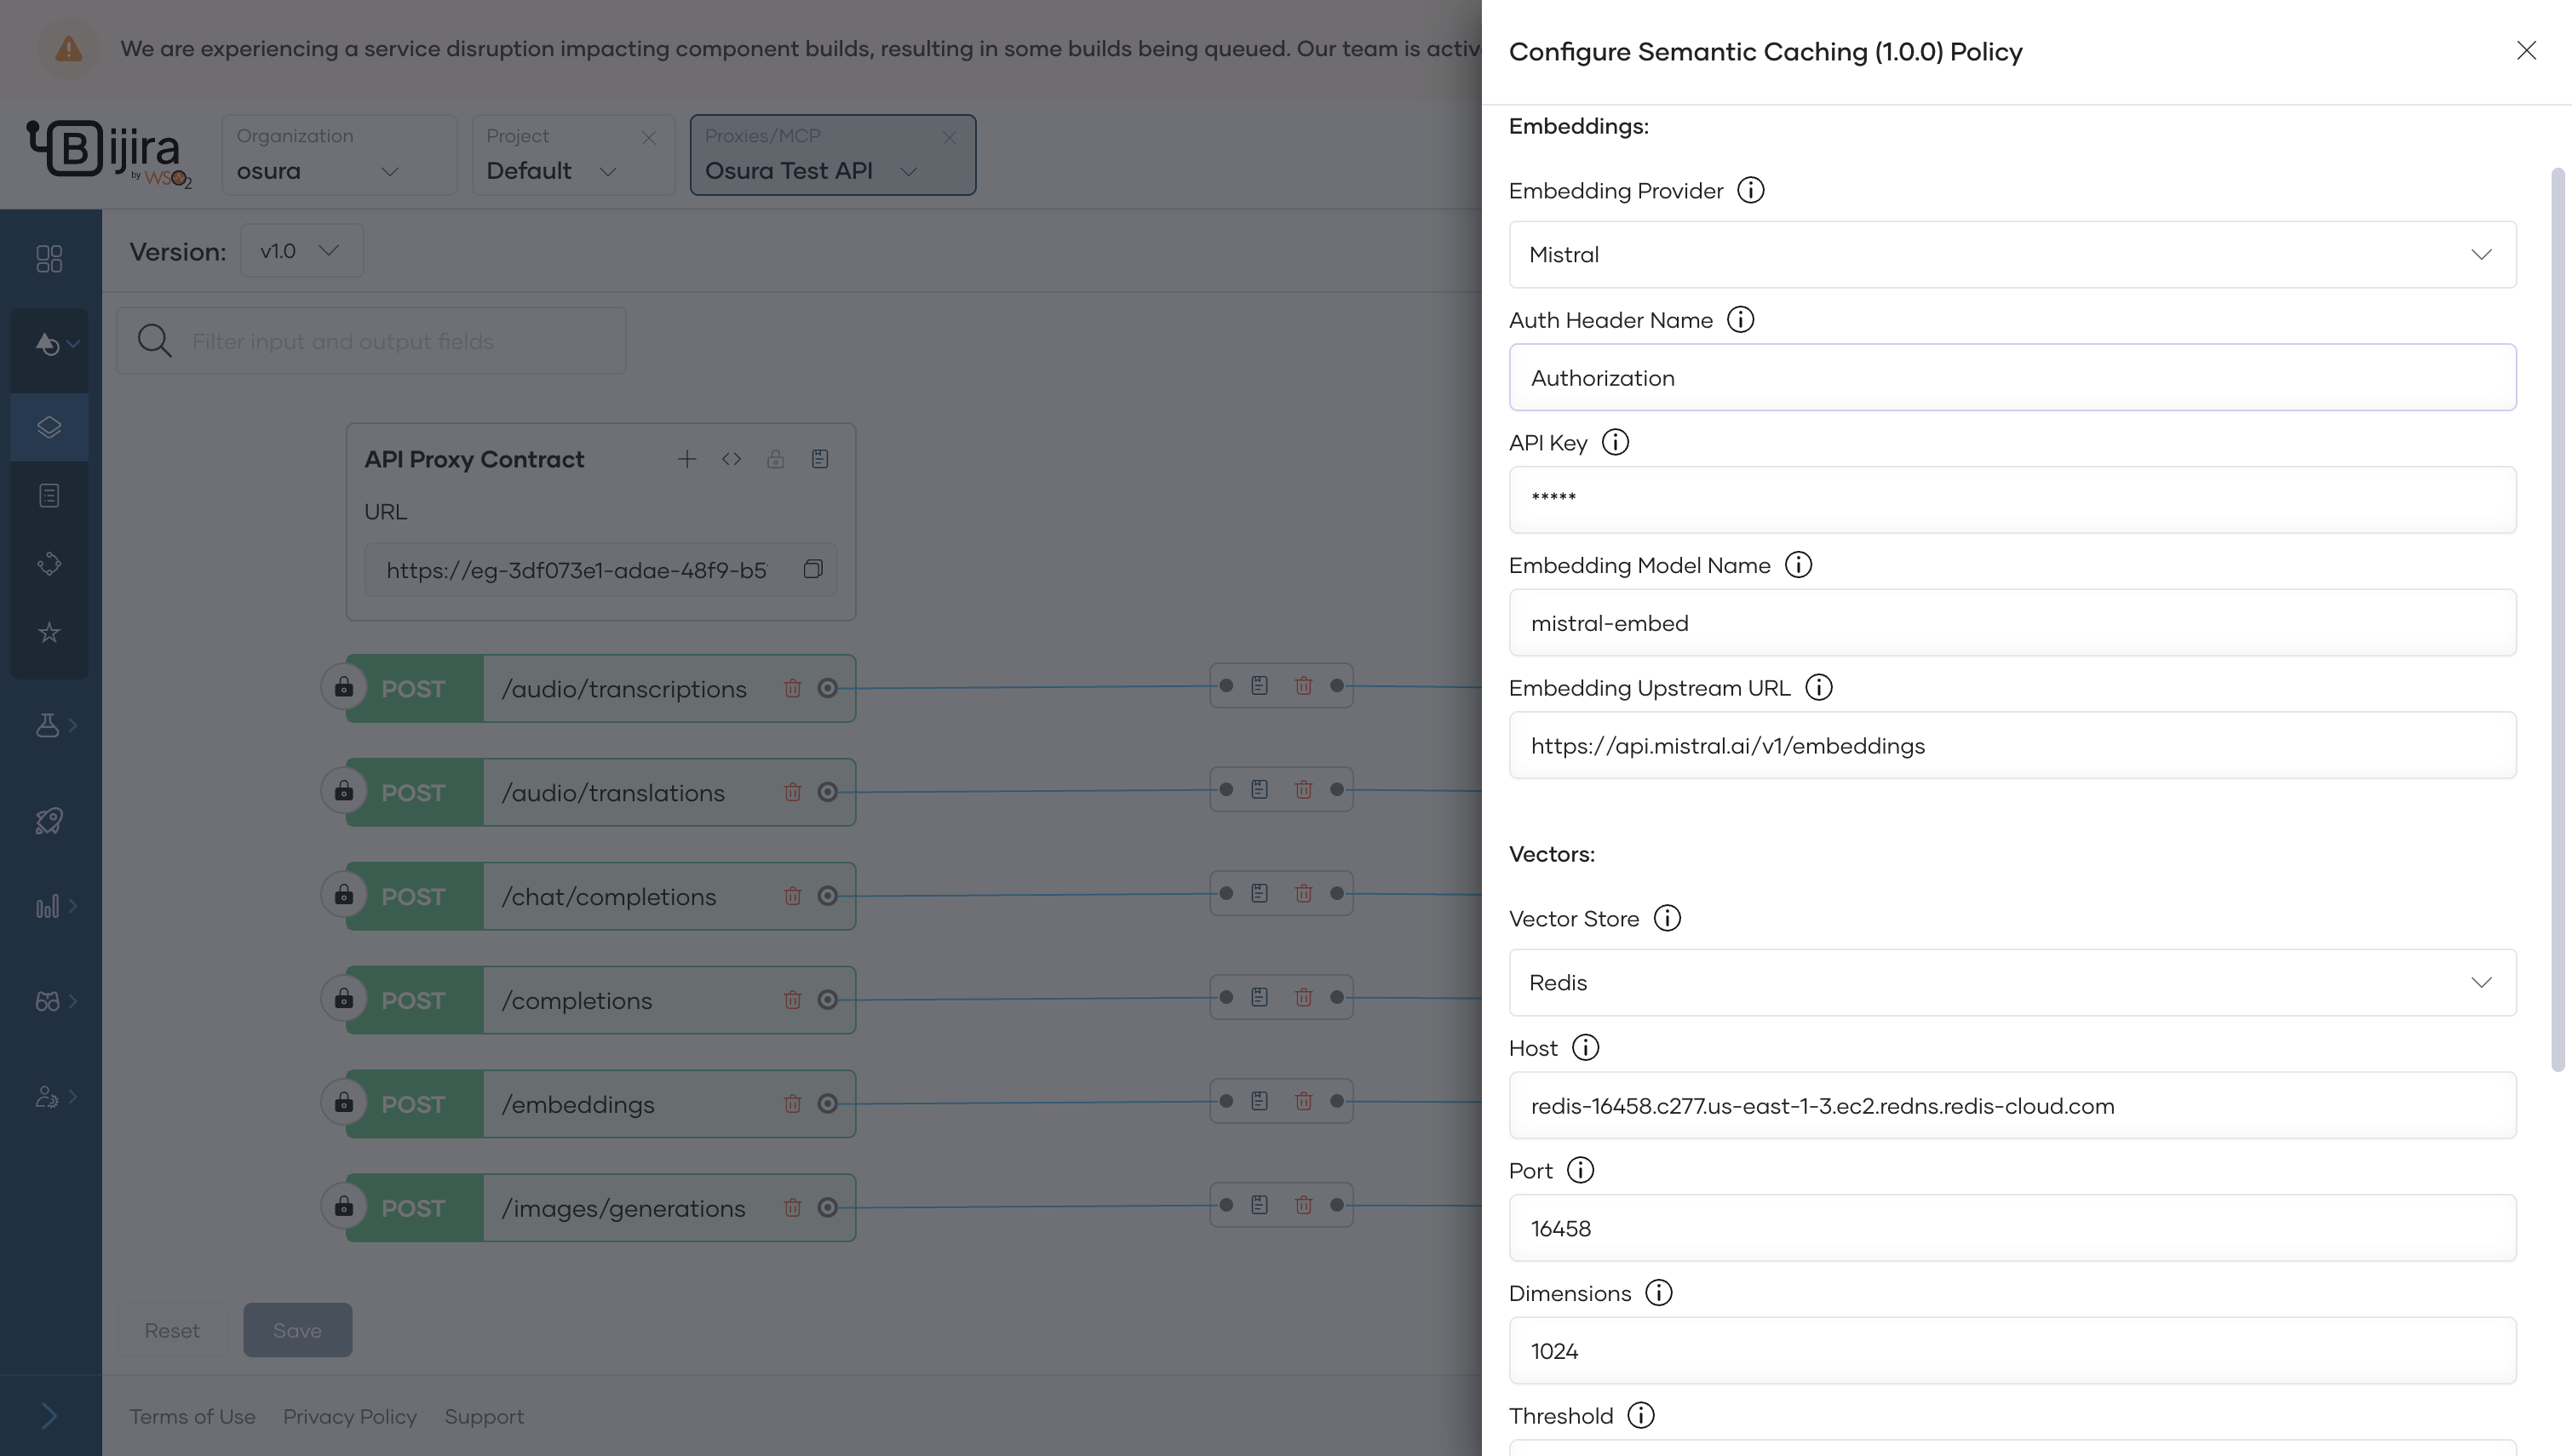 We are experiencing a service disruption impacting component builds, resulting in some builds being queued. Our team is activ
Bijira
by WSO2
Organization
osura
Project
Default
Proxies/MCP
Osura Test API
Version:
v1.0
Filter input and output fields
API Proxy Contract
URL
https://eg-3df073e1-adae-48f9-b5
POST /audio/transcriptions
POST /audio/translations
POST /chat/completions
POST /completions
POST /embeddings
POST /images/generations
Reset
Save
Terms of Use
Privacy Policy
Support
Configure Semantic Caching (1.0.0) Policy
Embeddings:
Embedding Provider
Mistral
Auth Header Name
Authorization
API Key
*****
Embedding Model Name
mistral-embed
Embedding Upstream URL
https://api.mistral.ai/v1/embeddings
Vectors:
Vector Store
Redis
Host
redis-16458.c277.us-east-1-3.ec2.redns.redis-cloud.com
Port
16458
Dimensions
1024
Threshold